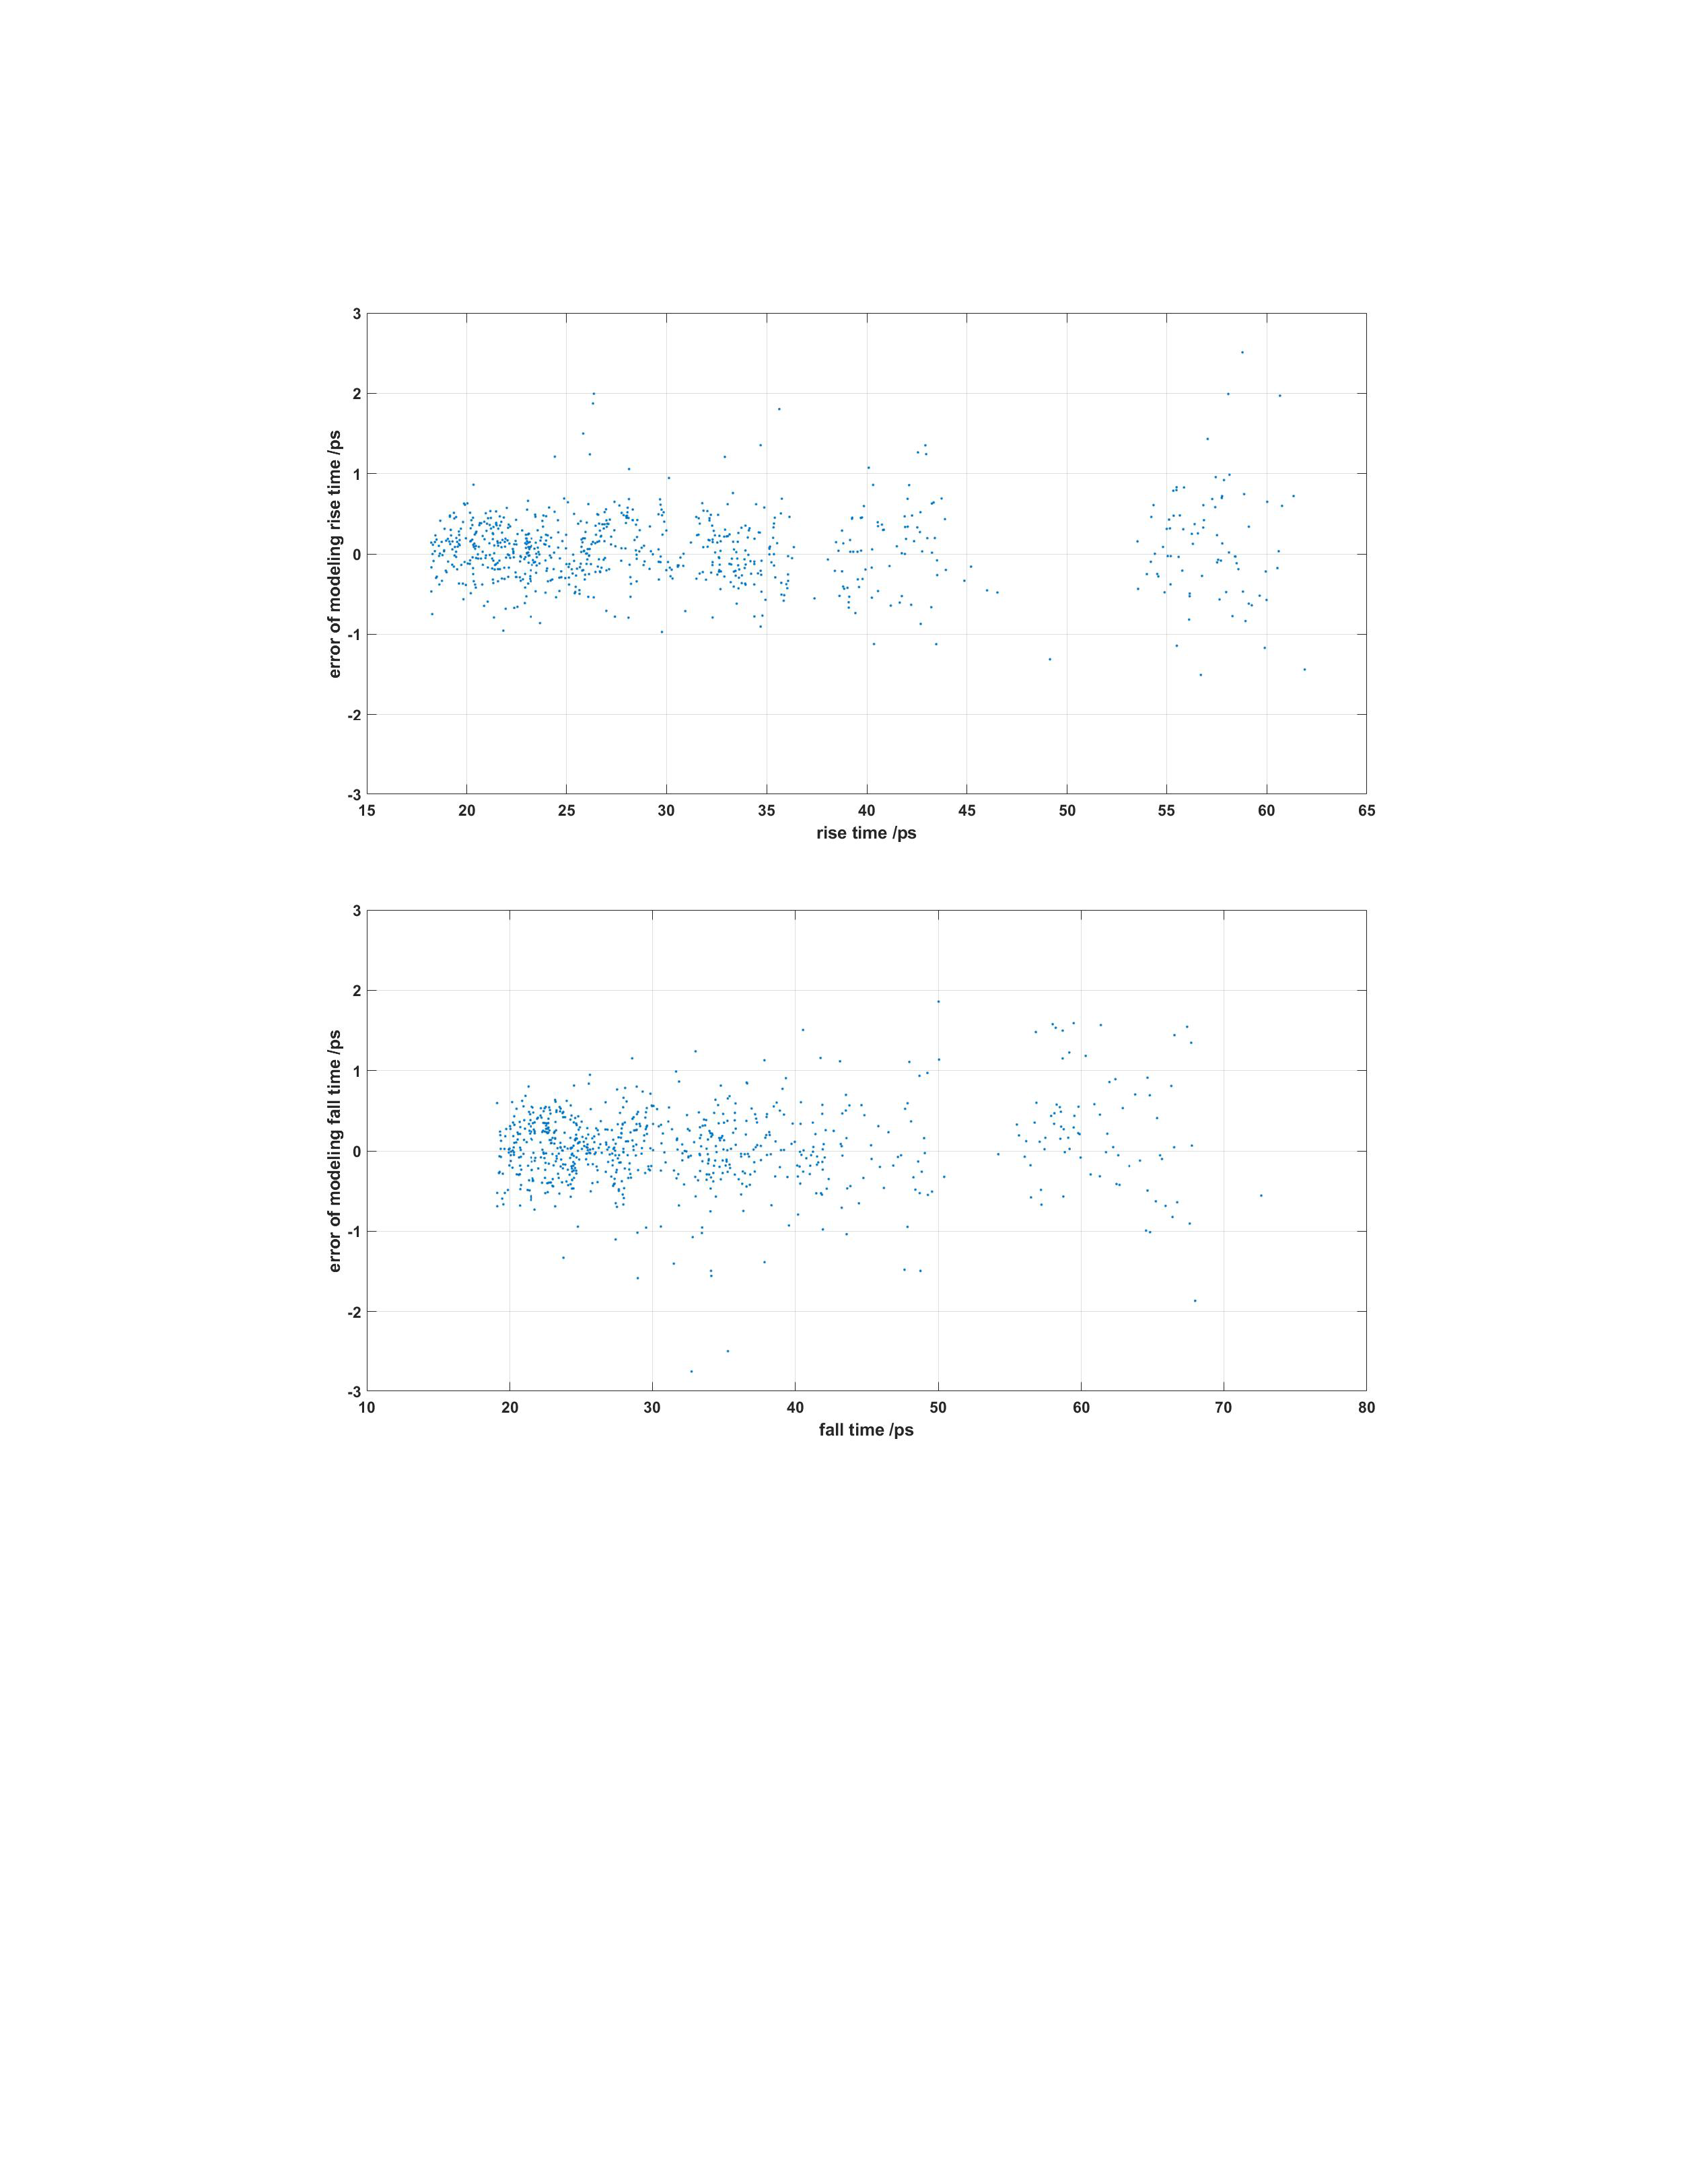 3
2
1
0
-1
-2
-3
error of modeling rise time /ps
15 20 25 30 35 40 45 50 55 60 65
rise time /ps
3
2
1
0
-1
-2
-3
error of modeling fall time /ps
10 20 30 40 50 60 70 80
fall time /ps